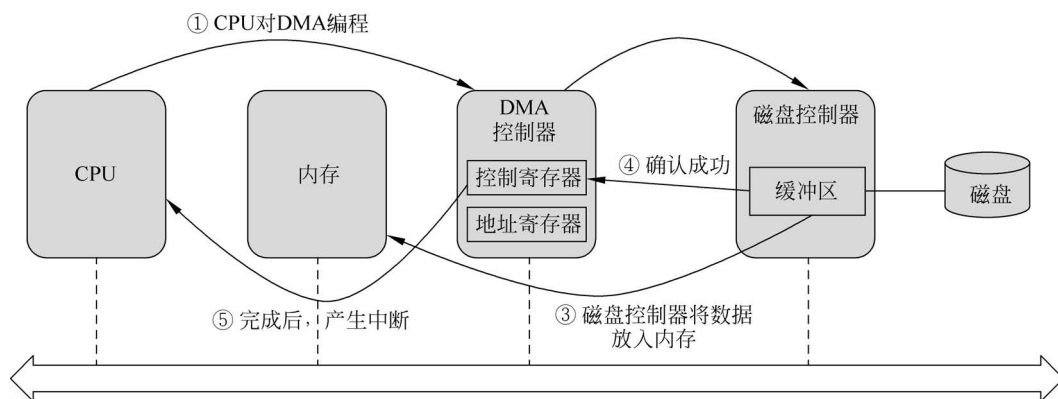 ① CPU对DMA编程
CPU
内存
DMA
控制器
控制寄存器
地址寄存器
④ 确认成功
磁盘控制器
缓冲区
磁盘
⑤ 完成后，产生中断
③ 磁盘控制器将数据
放入内存